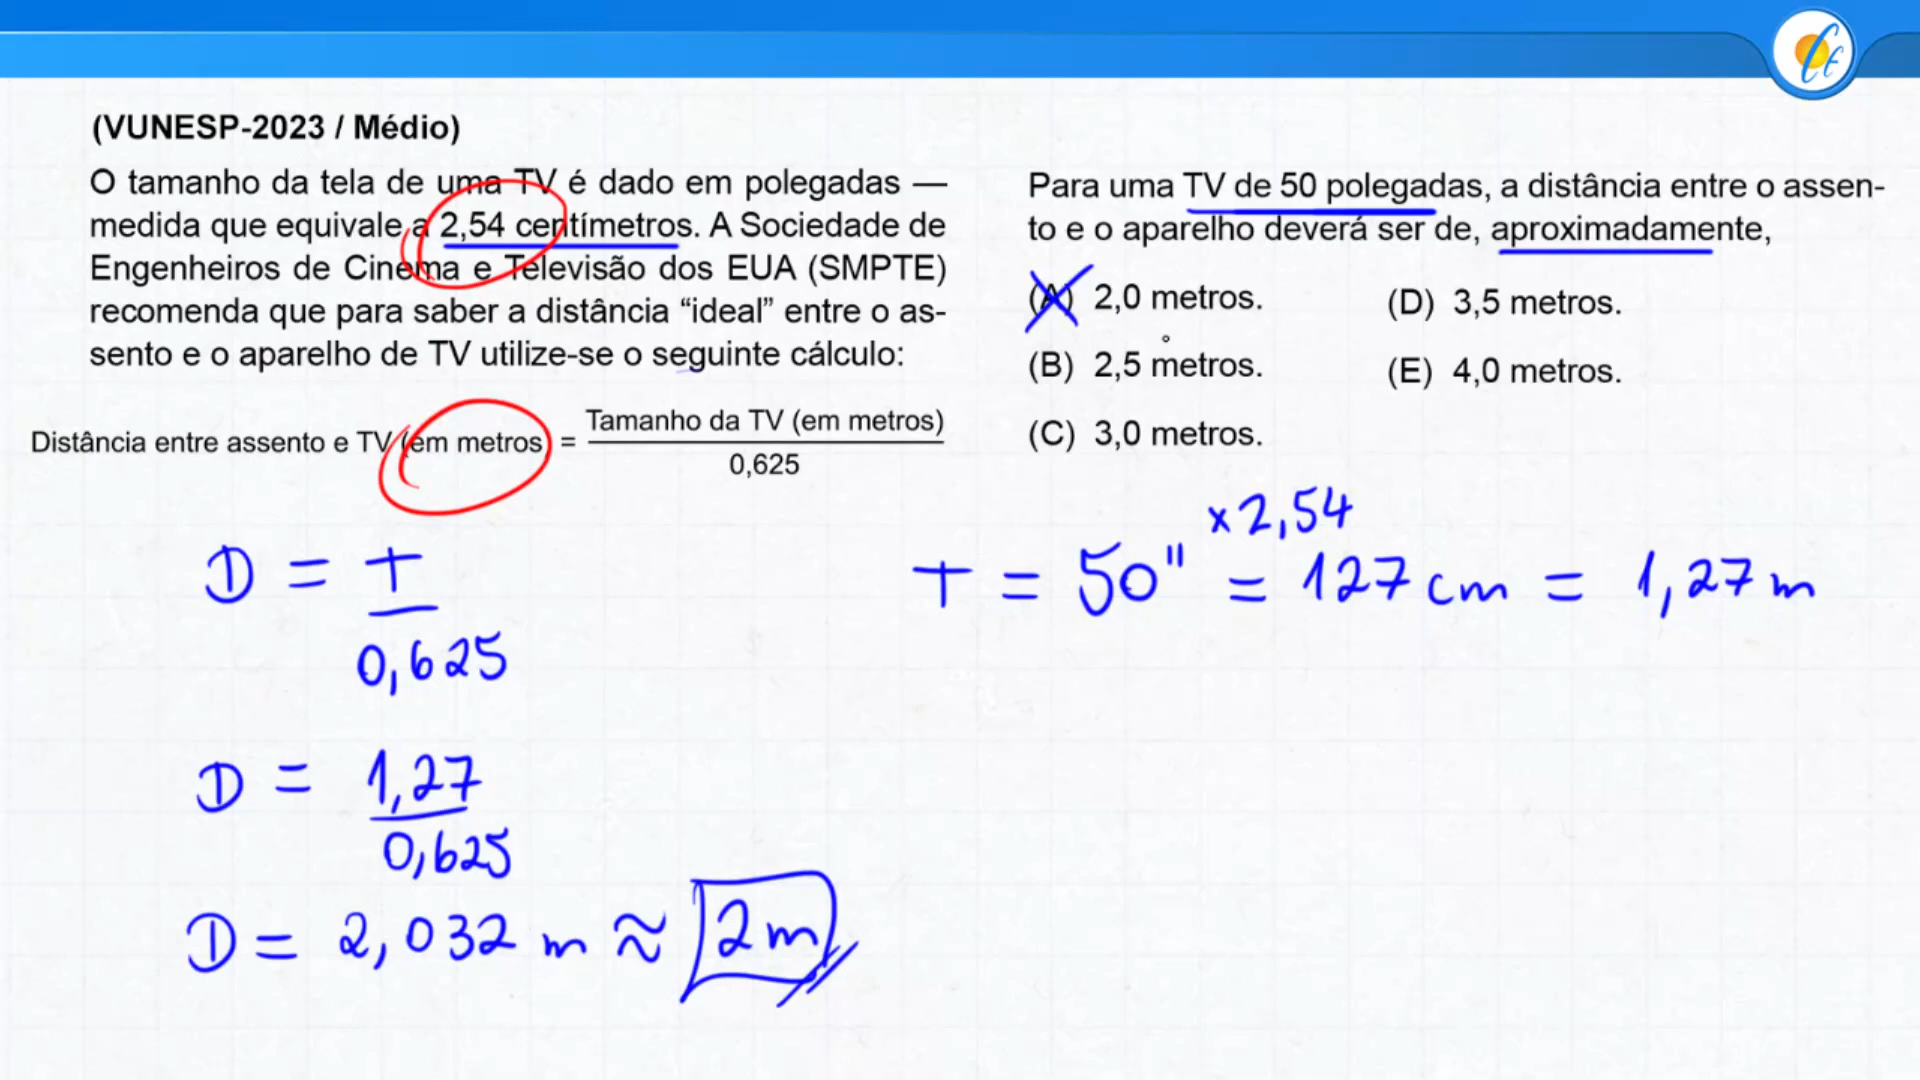 (VUNESP-2023 / Médio)
O tamanho da tela de uma TV é dado em polegadas —
medida que equivale a 2,54 centímetros. A Sociedade de
Engenheiros de Cinema e Televisão dos EUA (SMPTE)
recomenda que para saber a distância “ideal” entre o as-
sento e o aparelho de TV utilize-se o seguinte cálculo:
Distância entre assento e TV (em metros) = Tamanho da TV (em metros)
0,625
Para uma TV de 50 polegadas, a distância entre o assen-
to e o aparelho deverá ser de, aproximadamente,
(A) 2,0 metros.
(B) 2,5 metros.
(C) 3,0 metros.
(D) 3,5 metros.
(E) 4,0 metros.
D = T
0,625
D = 1,27
0,625
D = 2,032 m ≈ 2m
x2,54
T = 50" = 127 cm = 1,27 m